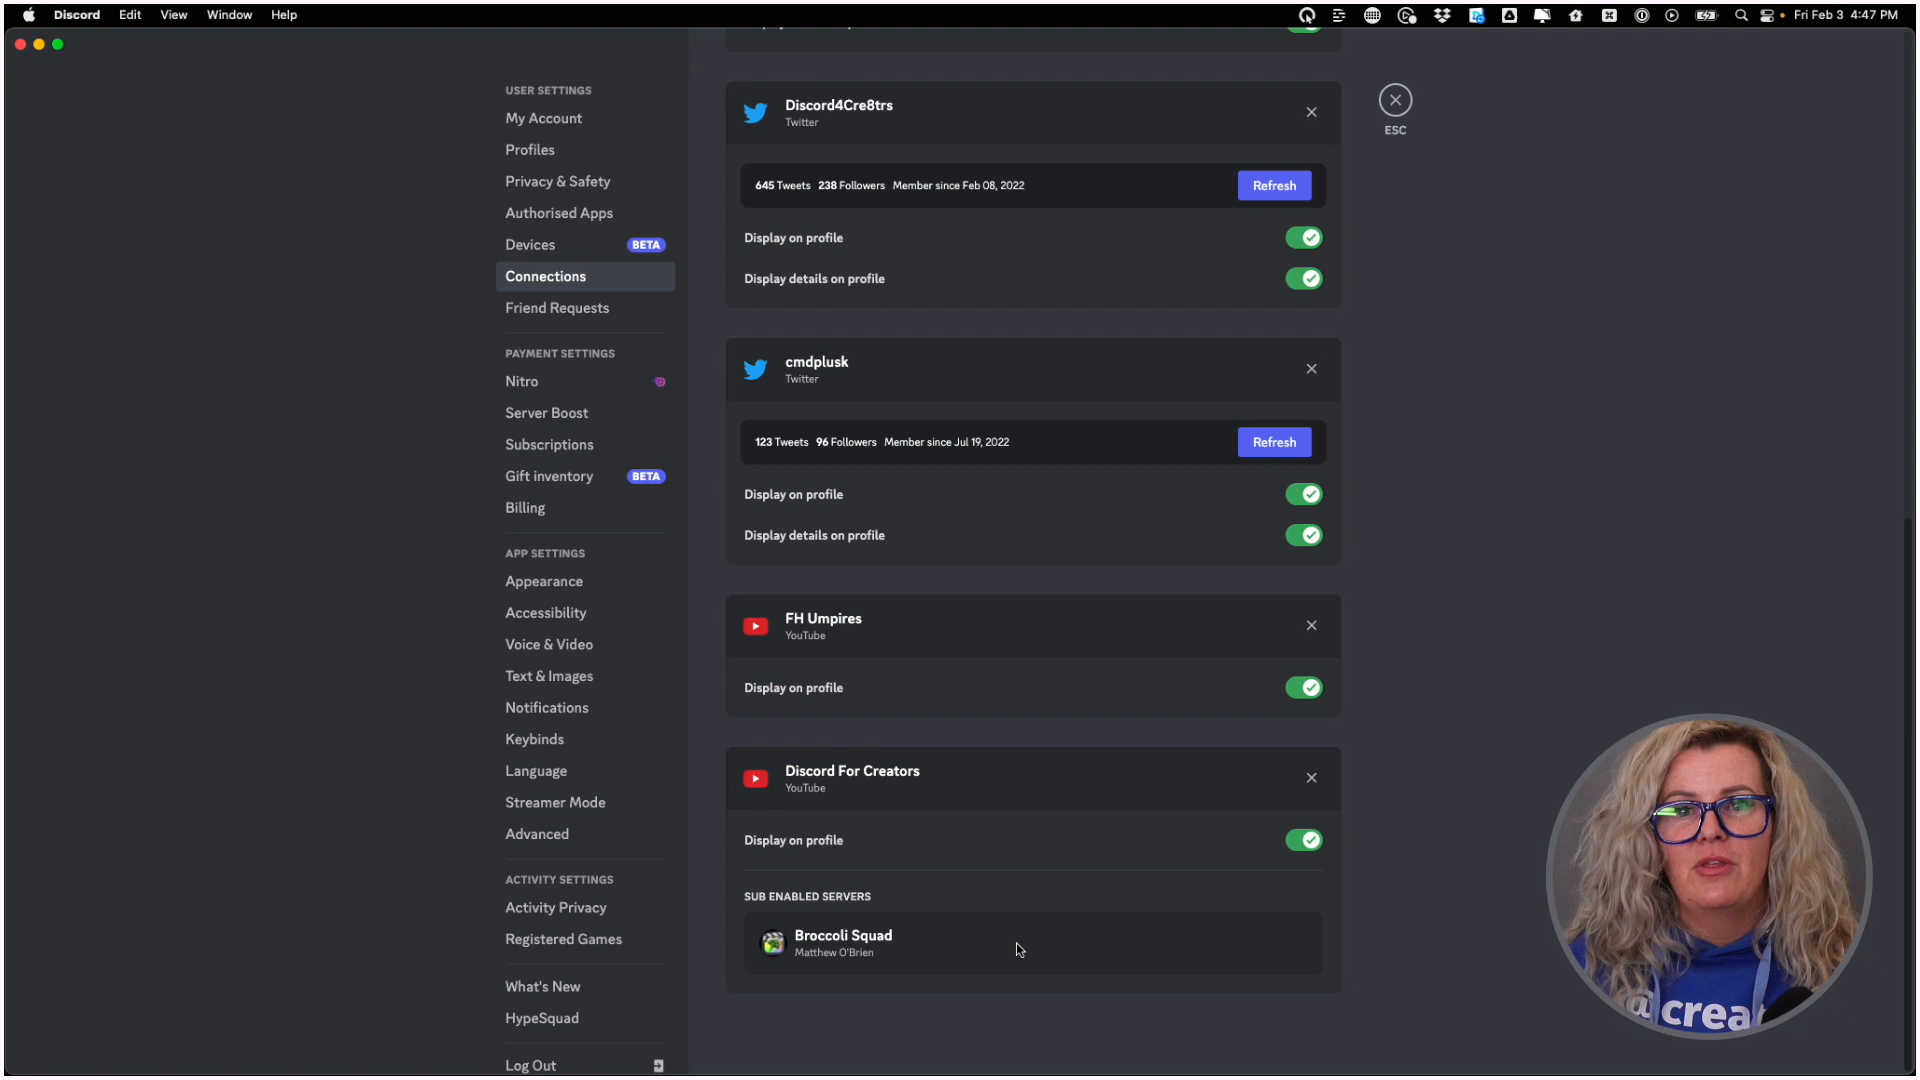 Discord Edit View Window Help
Fri Feb 3 4:47 PM
USER SETTINGS
My Account
Profiles
Privacy & Safety
Authorised Apps
Devices BETA
Connections
Friend Requests
PAYMENT SETTINGS
Nitro
Server Boost
Subscriptions
Gift inventory BETA
Billing
APP SETTINGS
Appearance
Accessibility
Voice & Video
Text & Images
Notifications
Keybinds
Language
Streamer Mode
Advanced
ACTIVITY SETTINGS
Activity Privacy
Registered Games
What's New
HypeSquad
Log Out
Discord4Cre8trs
Twitter
645 Tweets 238 Followers Member since Feb 08, 2022 Refresh
Display on profile
Display details on profile
cmdplusk
Twitter
123 Tweets 96 Followers Member since Jul 19, 2022 Refresh
Display on profile
Display details on profile
FH Umpires
YouTube
Display on profile
Discord For Creators
YouTube
Display on profile
SUB ENABLED SERVERS
Broccoli Squad
Matthew O'Brien
ESC
@crea